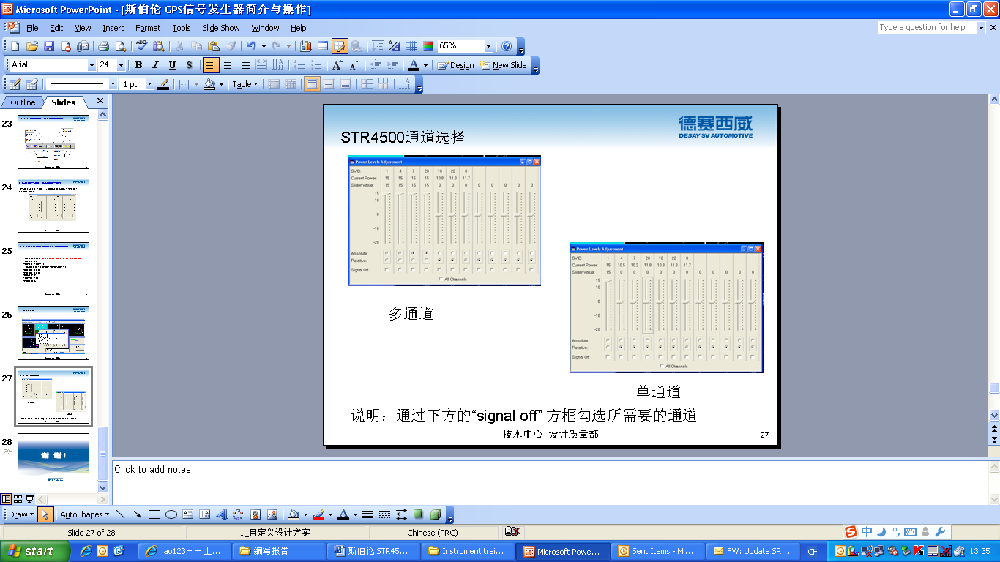 Microsoft PowerPoint - [斯伯伦 GPS信号发生器简介与操作]
File Edit View Insert Format Tools Slide Show Window Help
Type a question for help
65%
Arial 24 B I U S A A A Design New Slide
1 pt Table
Outline Slides
23
24
25
26
27
28
谢 谢！
德赛西威
DESAY SV AUTOMOTIVE
STR4500通道选择
Power Levels Adjustment
SVID: 1 4 7 20 10 22 8
Current Power: 15 15 15 15 10.8 11.3 11.7
Slider Value: 15 15 15 15 0 0 0 0 0 0 0 0
15
10
0
-10
-20
Absolute:
Relative:
Signal Off:
All Channels
多通道
Power Levels Adjustment
SVID: 1 4 7 20 10 22 8
Current Power: 15 10.5 10.2 11.8 10.8 11.3 11.7
Slider Value: 15 0 0 0 0 0 0 0 0 0 0 0
15
10
0
-10
-20
Absolute:
Relative:
Signal Off:
All Channels
单通道
说明：通过下方的“signal off” 方框勾选所需要的通道
技术中心 设计质量部
27
Click to add notes
Draw AutoShapes A
Slide 27 of 28 1_自定义设计方案 Chinese (PRC)
中
start hao123－－上... 编写报告 斯伯伦 STR45... Instrument trai... Microsoft Powe... Sent Items - Mi... FW: Update SR... CH 13:35